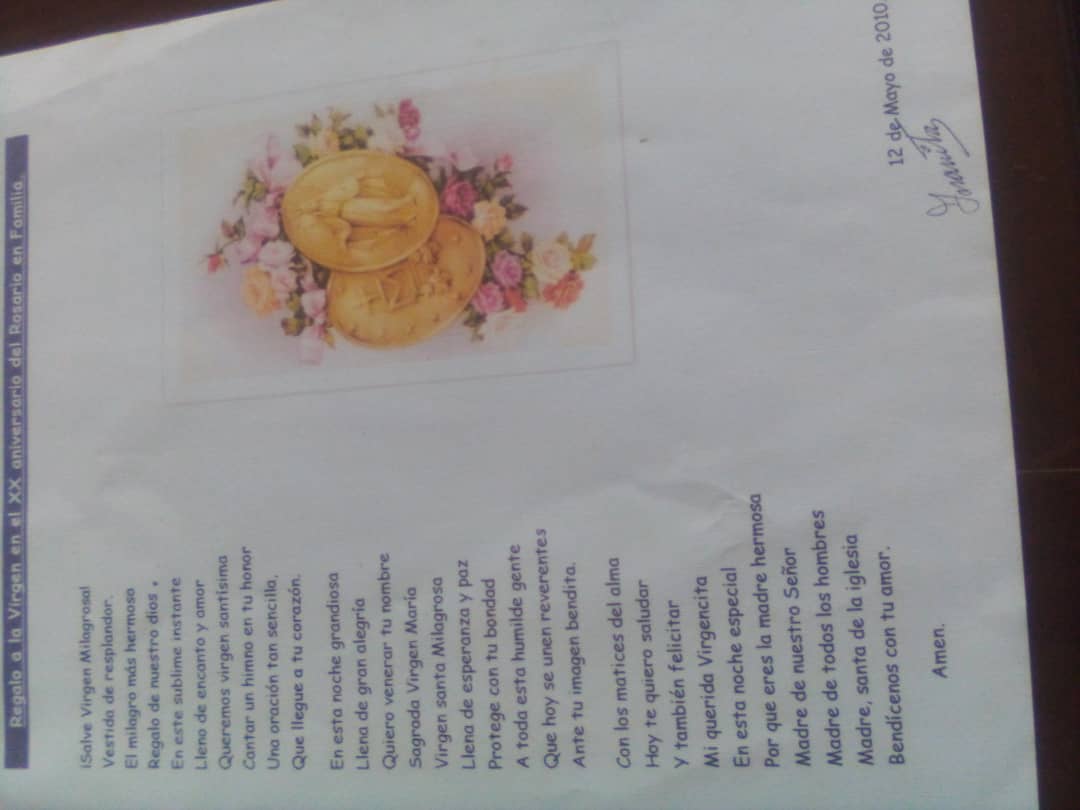 Regalo a la Virgen en el XX aniversario del Rosario en Familia.
¡Salve Virgen Milagrosa!
Vestida de resplandor.
El milagro más hermoso
Regalo de nuestro dios .
En este sublime instante
Lleno de encanto y amor
Queremos virgen santísima
Cantar un himno en tu honor
Una oración tan sencilla,
Que llegue a tu corazón.
En esta noche grandiosa
Llena de gran alegría
Quiero venerar tu nombre
Sagrada Virgen María
Virgen santa Milagrosa
Llena de esperanza y paz
Protege con tu bondad
A toda esta humilde gente
Que hoy se unen reverentes
Ante tu imagen bendita.
Con los matices del alma
Hoy te quiero saludar
Y también felicitar
Mi querida Virgencita
En esta noche especial
Por que eres la madre hermosa
Madre de nuestro Señor
Madre de todos los hombres
Madre, santa de la iglesia
Bendícenos con tu amor.
Amen.
12 de Mayo de 2010.